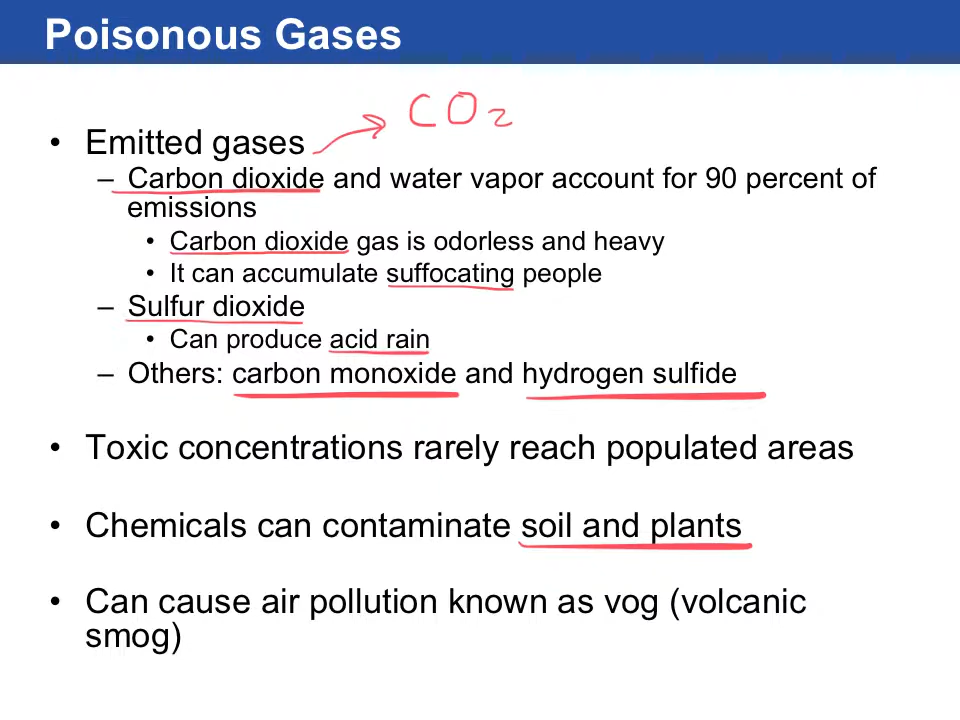 Poisonous Gases
CO2
• Emitted gases
– Carbon dioxide and water vapor account for 90 percent of
emissions
• Carbon dioxide gas is odorless and heavy
• It can accumulate suffocating people
– Sulfur dioxide
• Can produce acid rain
– Others: carbon monoxide and hydrogen sulfide
• Toxic concentrations rarely reach populated areas
• Chemicals can contaminate soil and plants
• Can cause air pollution known as vog (volcanic
smog)